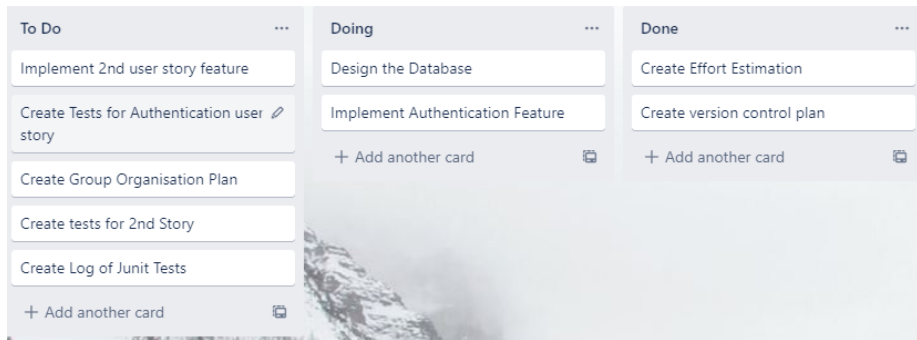 To Do
Implement 2nd user story feature
Create Tests for Authentication user
story
Create Group Organisation Plan
Create tests for 2nd Story
Create Log of Junit Tests
+ Add another card
Doing
Design the Database
Implement Authentication Feature
+ Add another card
Done
Create Effort Estimation
Create version control plan
+ Add another card